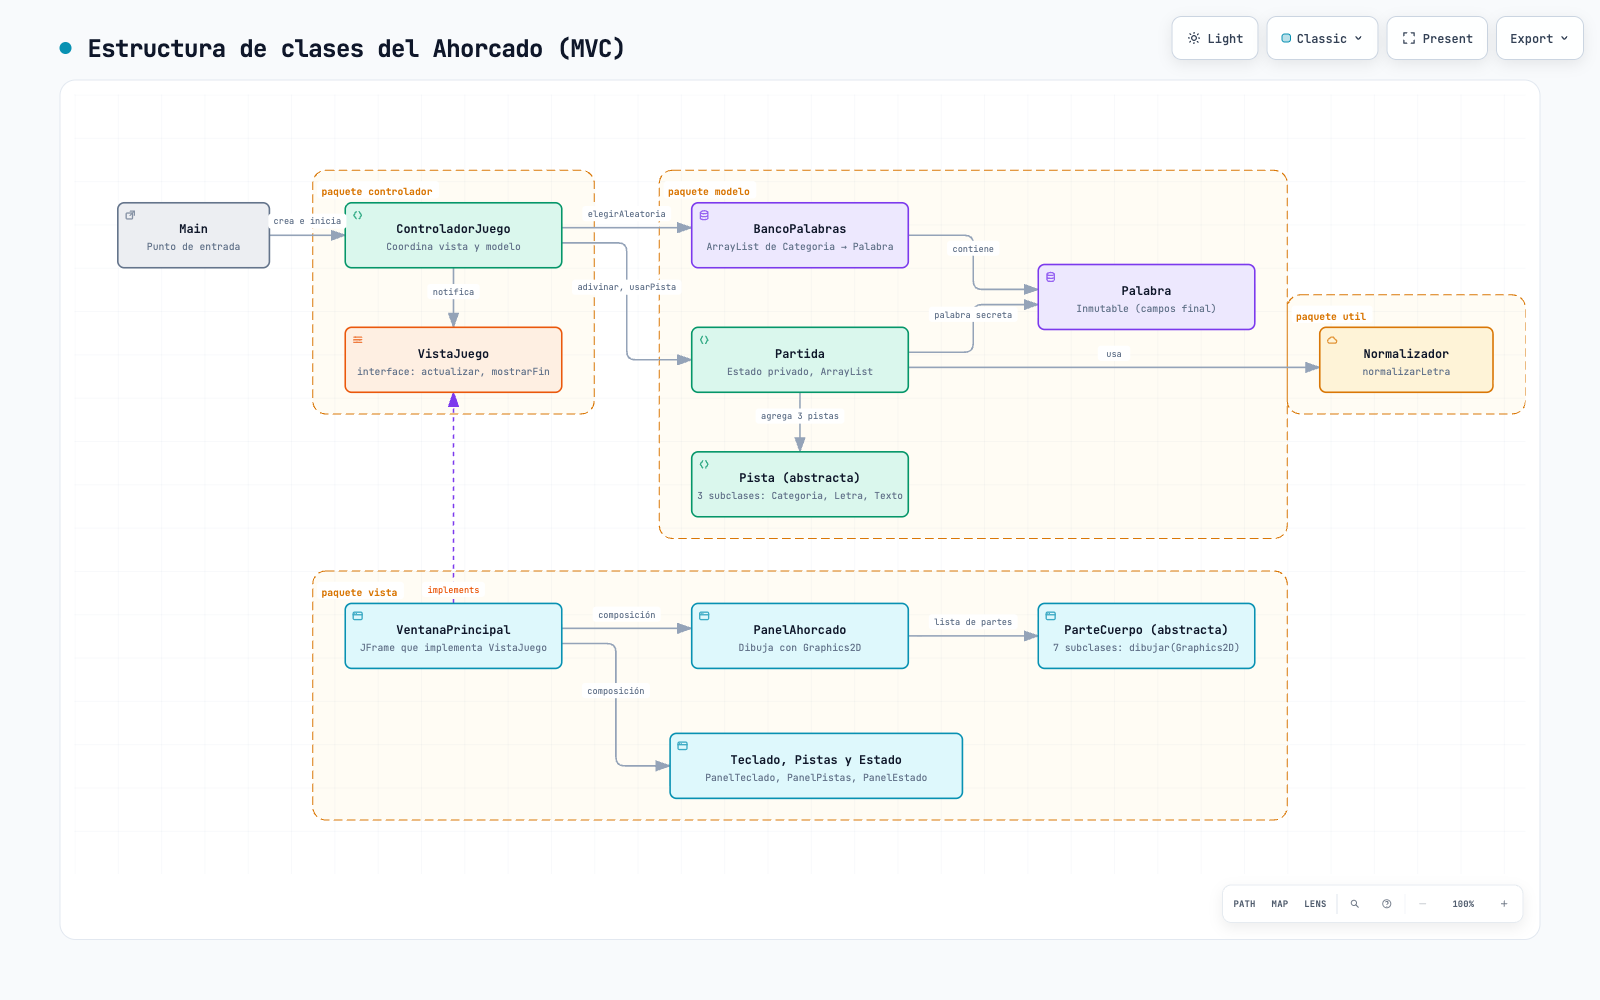 Estructura de clases del Ahorcado (MVC)
Light
Classic
Present
Export
paquete controlador
paquete modelo
Main
Punto de entrada
crea e inicia
ControladorJuego
Coordina vista y modelo
elegirAleatoria
BancoPalabras
ArrayList de Categoria → Palabra
contiene
notifica
adivinar, usarPista
Palabra
Inmutable (campos final)
palabra secreta
paquete util
VistaJuego
interface: actualizar, mostrarFin
Partida
Estado privado, ArrayList
usa
Normalizador
normalizarLetra
agrega 3 pistas
Pista (abstracta)
3 subclases: Categoria, Letra, Texto
implements
paquete vista
VentanaPrincipal
JFrame que implementa VistaJuego
composición
PanelAhorcado
Dibuja con Graphics2D
lista de partes
ParteCuerpo (abstracta)
7 subclases: dibujar(Graphics2D)
composición
Teclado, Pistas y Estado
PanelTeclado, PanelPistas, PanelEstado
PATH
MAP
LENS
100%